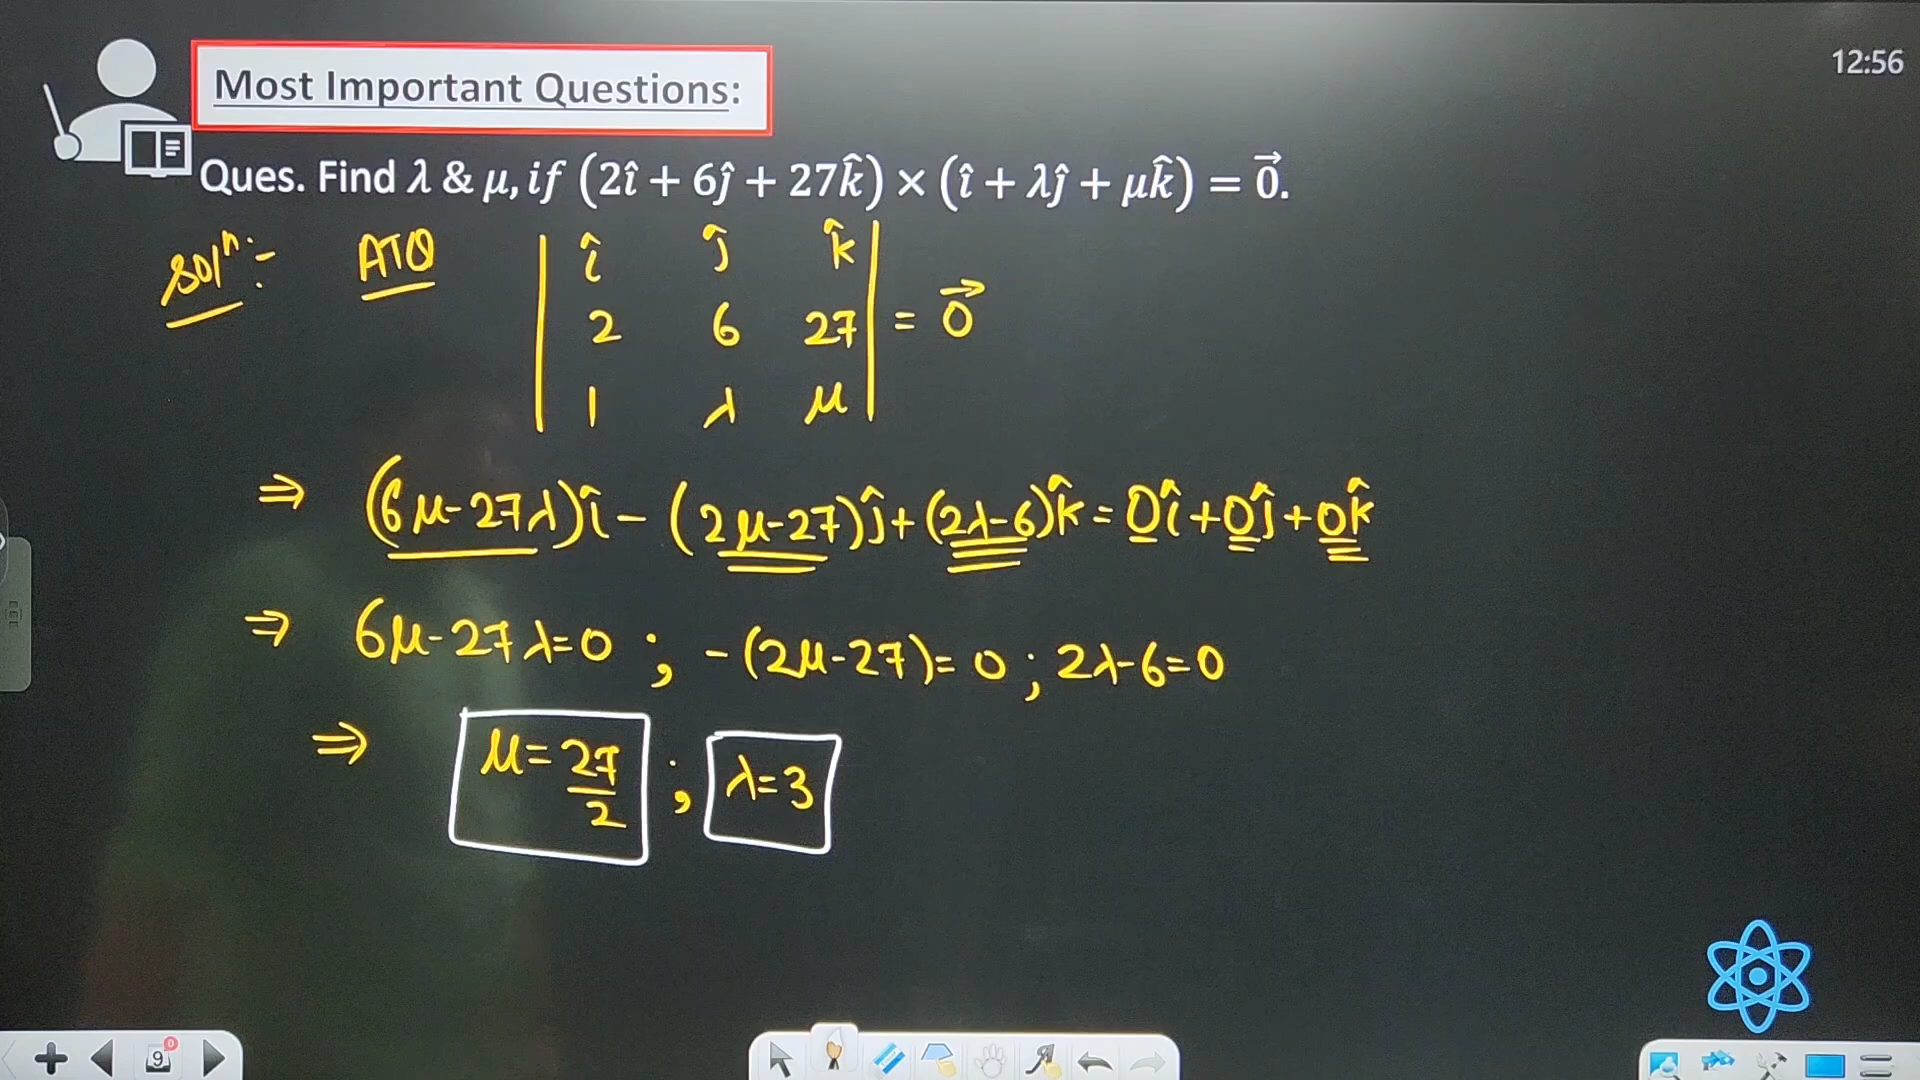 Most Important Questions:
12:56
Ques. Find λ & μ, if (2î + 6ĵ + 27k̂) × (î + λĵ + μk̂) = 0⃗.
Solⁿ:- ATQ | î ĵ k̂ |
| 2 6 27 | = 0⃗
| 1 λ μ |
⇒ (6μ-27λ)î - (2μ-27)ĵ + (2λ-6)k̂ = 0î + 0ĵ + 0k̂
⇒ 6μ-27λ=0 ; -(2μ-27)=0 ; 2λ-6=0
⇒ μ=27/2 ; λ=3
9 0